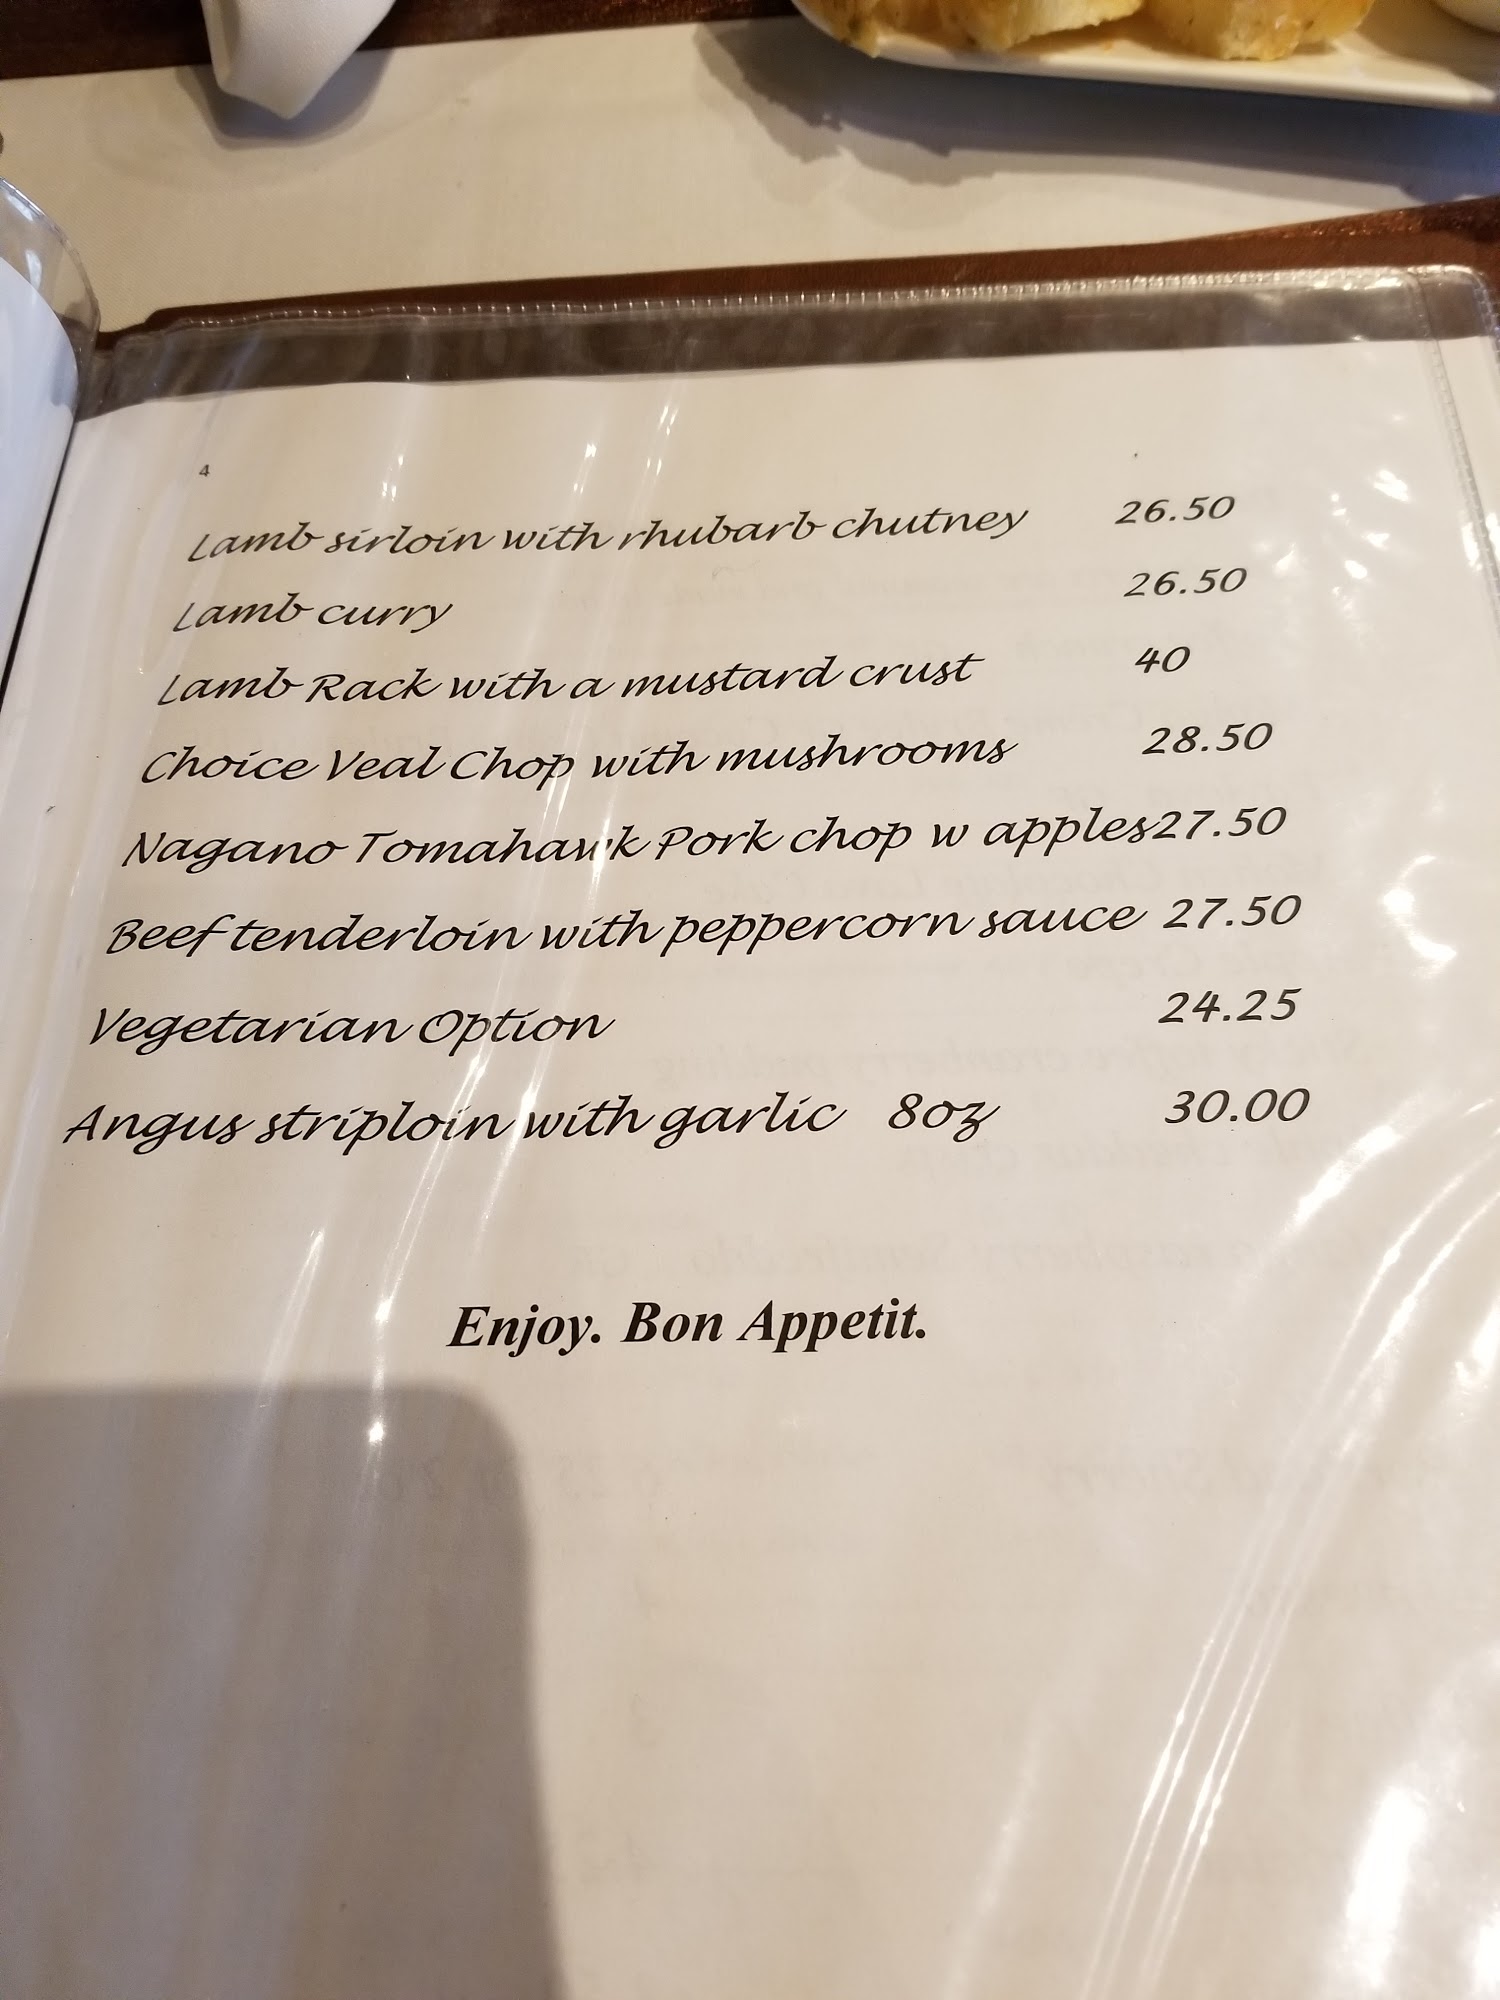 4
Lamb sirloin with rhubarb chutney 26.50
Lamb curry 26.50
Lamb Rack with a mustard crust 40
Choice Veal Chop with mushrooms 28.50
Nagano Tomahawk Pork chop w apples 27.50
Beef tenderloin with peppercorn sauce 27.50
Vegetarian Option 24.25
Angus striploin with garlic 8oz 30.00
Enjoy. Bon Appetit.